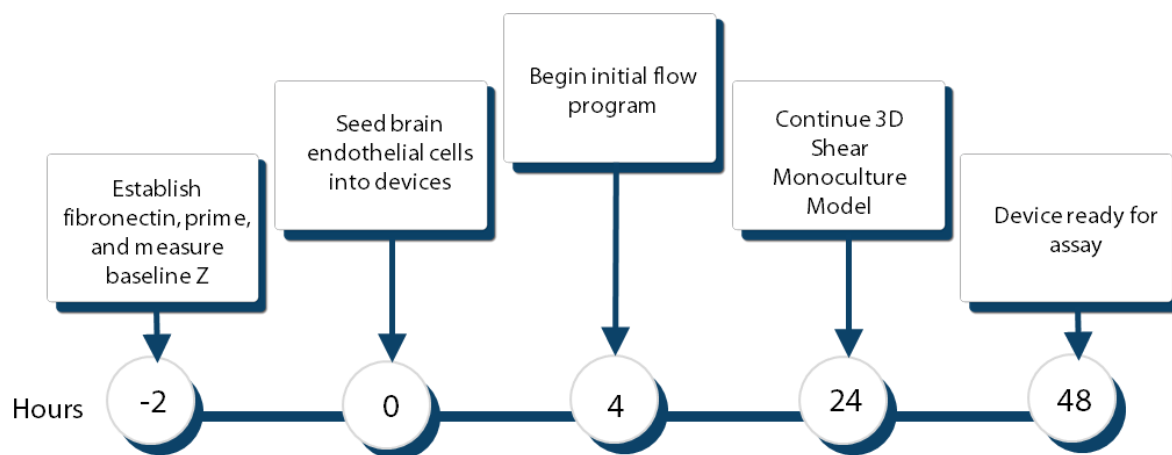 Establish
fibronectin, prime,
and measure
baseline Z
Seed brain
endothelial cells
into devices
Begin initial flow
program
Continue 3D
Shear
Monoculture
Model
Device ready for
assay
Hours
-2
0
4
24
48